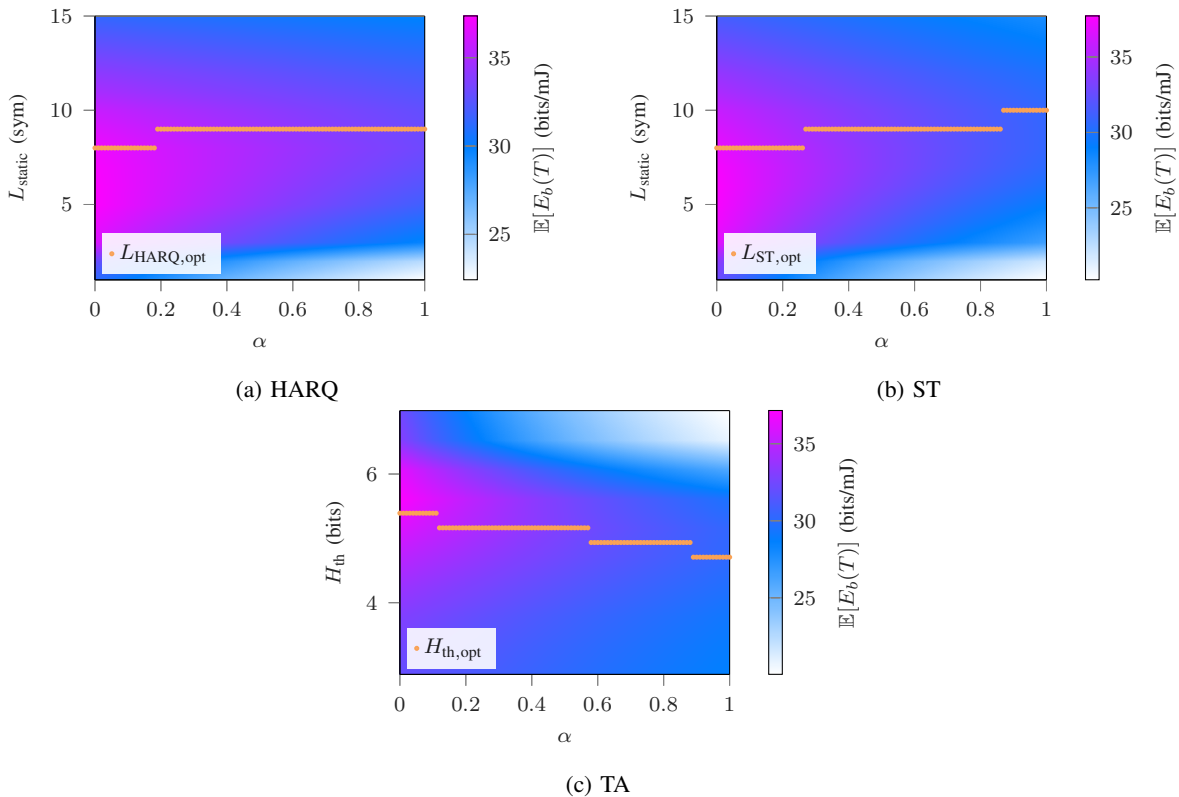 15
10
5
L_static (sym)
L_HARQ,opt
0 0.2 0.4 0.6 0.8 1
α
35
30
25
𝔼[E_b(T)] (bits/mJ)
(a) HARQ
15
10
5
L_static (sym)
L_ST,opt
0 0.2 0.4 0.6 0.8 1
α
35
30
25
𝔼[E_b(T)] (bits/mJ)
(b) ST
6
4
H_th (bits)
H_th,opt
0 0.2 0.4 0.6 0.8 1
α
35
30
25
𝔼[E_b(T)] (bits/mJ)
(c) TA